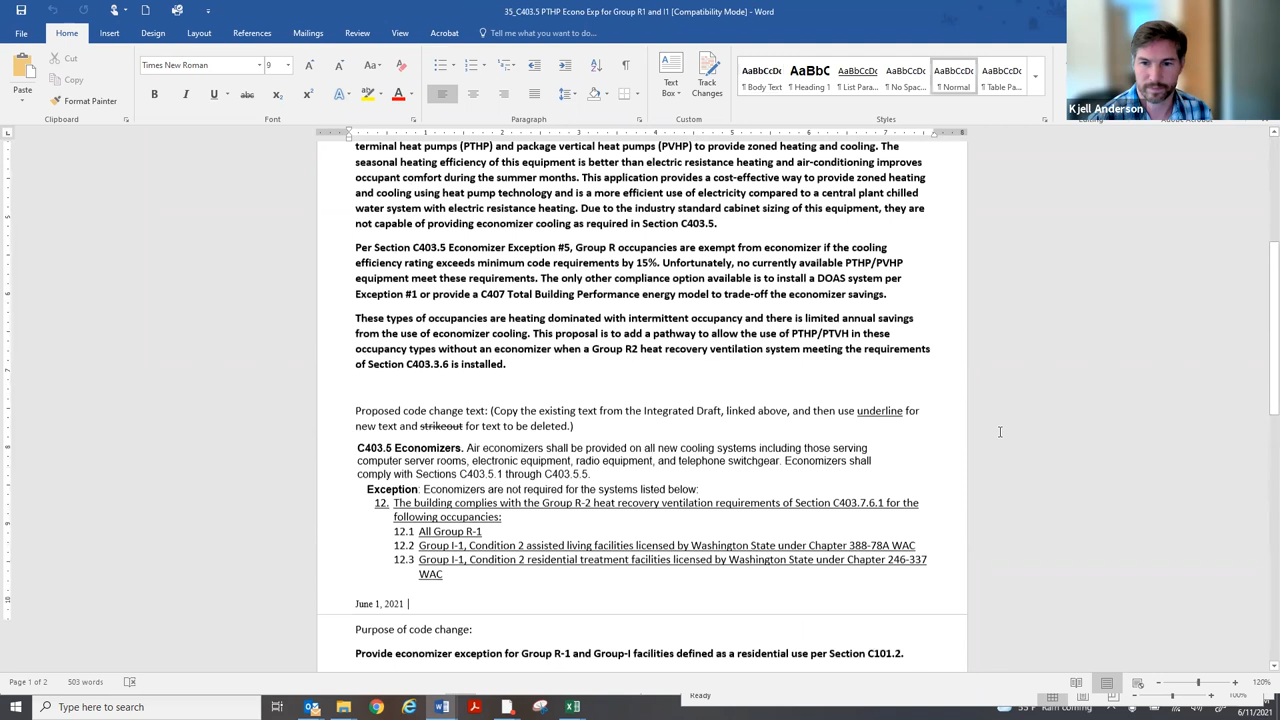 35_C403.5 PTHP Econo Exp for Group R1 and I1 [Compatibility Mode] - Word
File Home Insert Design Layout References Mailings Review View Acrobat Tell me what you want to do...
Cut
Copy
Format Painter
Paste
Times New Roman 9
Text Box
Track Changes
AaBbCcDc AaBbC AaBbCcDc AaBbCcDc AaBbCcDc AaBbCcDc
¶ Body Text Heading 1 ¶ List Para... ¶ No Spac... ¶ Normal ¶ Table Pa...
Clipboard Font Paragraph Custom Styles
Kjell Anderson
terminal heat pumps (PTHP) and package vertical heat pumps (PVHP) to provide zoned heating and cooling. The
seasonal heating efficiency of this equipment is better than electric resistance heating and air-conditioning improves
occupant comfort during the summer months. This application provides a cost-effective way to provide zoned heating
and cooling using heat pump technology and is a more efficient use of electricity compared to a central plant chilled
water system with electric resistance heating. Due to the industry standard cabinet sizing of this equipment, they are
not capable of providing economizer cooling as required in Section C403.5.
Per Section C403.5 Economizer Exception #5, Group R occupancies are exempt from economizer if the cooling
efficiency rating exceeds minimum code requirements by 15%. Unfortunately, no currently available PTHP/PVHP
equipment meet these requirements. The only other compliance option available is to install a DOAS system per
Exception #1 or provide a C407 Total Building Performance energy model to trade-off the economizer savings.
These types of occupancies are heating dominated with intermittent occupancy and there is limited annual savings
from the use of economizer cooling. This proposal is to add a pathway to allow the use of PTHP/PTVH in these
occupancy types without an economizer when a Group R2 heat recovery ventilation system meeting the requirements
of Section C403.3.6 is installed.
Proposed code change text: (Copy the existing text from the Integrated Draft, linked above, and then use underline for
new text and strikeout for text to be deleted.)
C403.5 Economizers. Air economizers shall be provided on all new cooling systems including those serving
computer server rooms, electronic equipment, radio equipment, and telephone switchgear. Economizers shall
comply with Sections C403.5.1 through C403.5.5.
Exception: Economizers are not required for the systems listed below:
12. The building complies with the Group R-2 heat recovery ventilation requirements of Section C403.7.6.1 for the
following occupancies:
12.1 All Group R-1
12.2 Group I-1, Condition 2 assisted living facilities licensed by Washington State under Chapter 388-78A WAC
12.3 Group I-1, Condition 2 residential treatment facilities licensed by Washington State under Chapter 246-337
WAC
June 1, 2021
Purpose of code change:
Provide economizer exception for Group R-1 and Group-I facilities defined as a residential use per Section C101.2.
Page 1 of 2 503 words 120%
Ready 100%
Type here to search 55°F Rain coming
6/11/2021